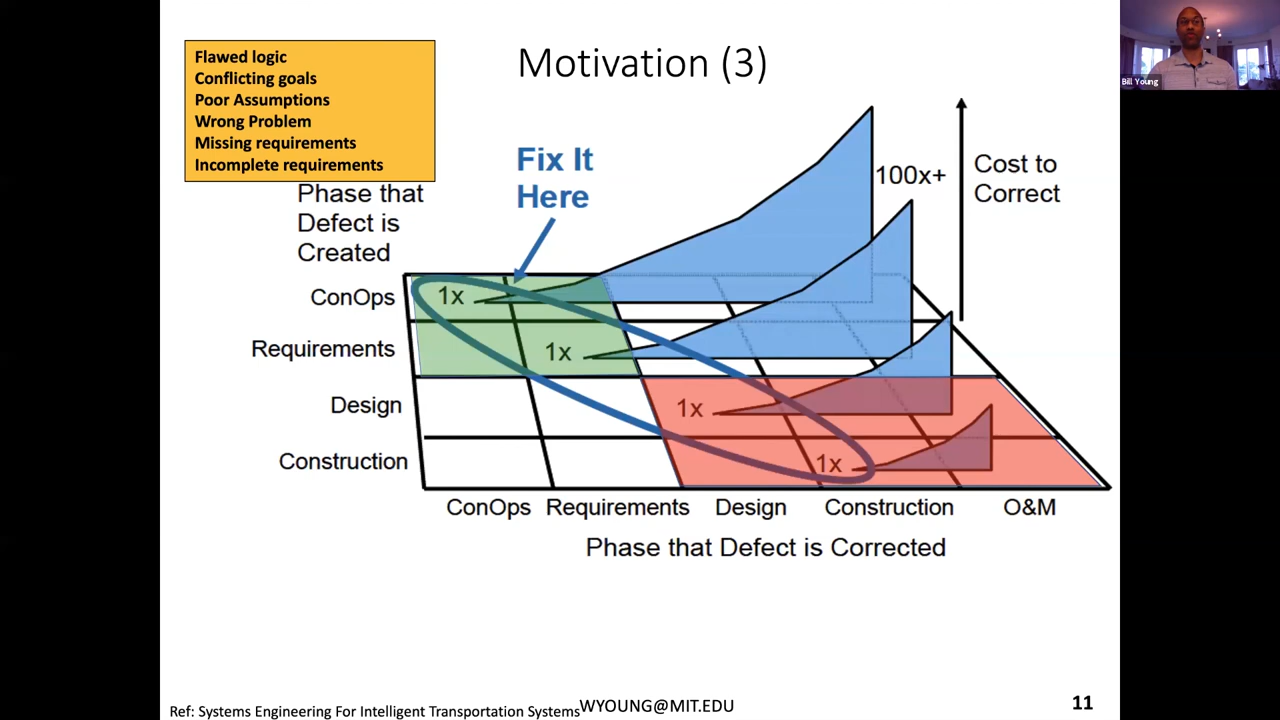 Motivation (3)
Flawed logic
Conflicting goals
Poor Assumptions
Wrong Problem
Missing requirements
Incomplete requirements
Bill Young
Fix It
Here
Phase that
Defect is
Created
100x+
Cost to
Correct
ConOps
1x
Requirements
1x
Design
1x
Construction
1x
ConOps
Requirements
Design
Construction
O&M
Phase that Defect is Corrected
Ref: Systems Engineering For Intelligent Transportation Systems
WYOUNG@MIT.EDU
11